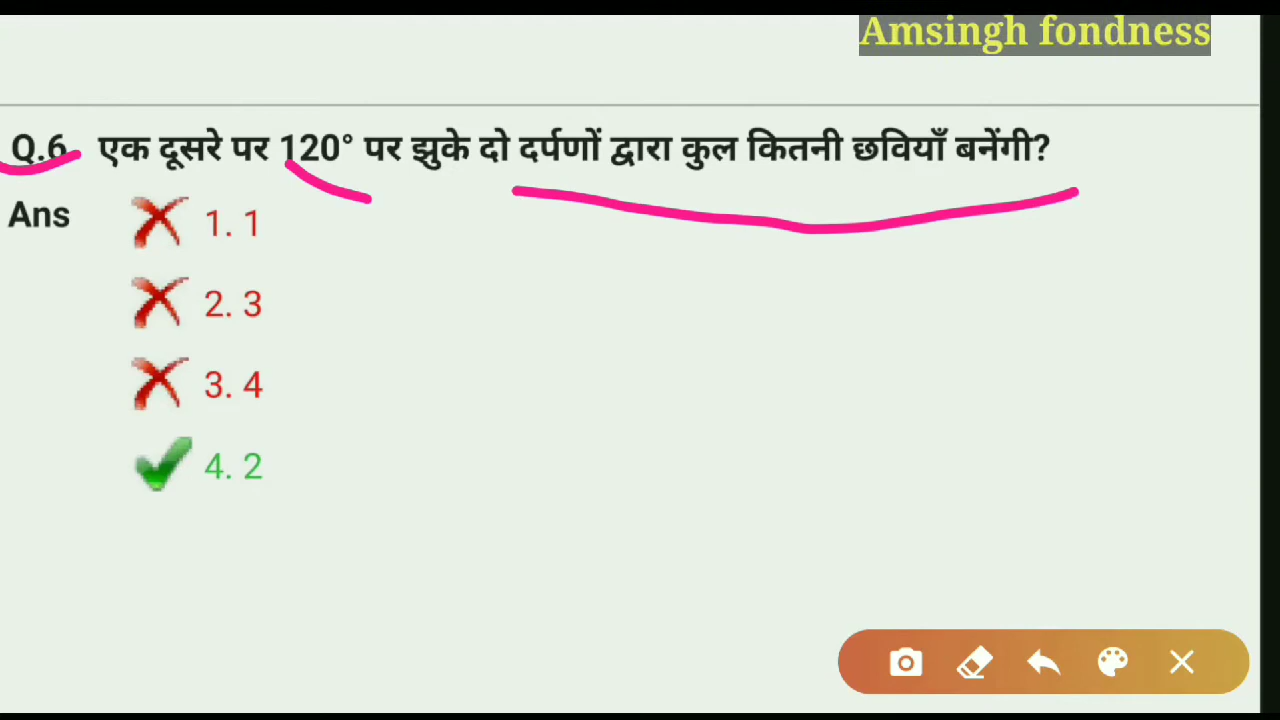 Amsingh fondness
Q.6 एक दूसरे पर 120° पर झुके दो दर्पणों द्वारा कुल कितनी छवियाँ बनेंगी?
Ans 1. 1
2. 3
3. 4
4. 2